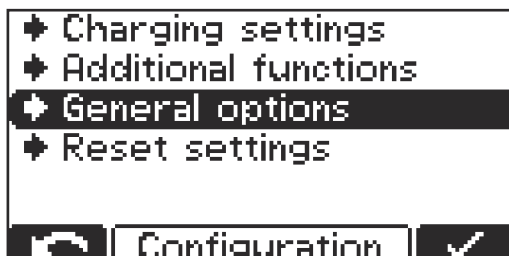 Charging settings
Additional functions
General options
Reset settings
Configuration